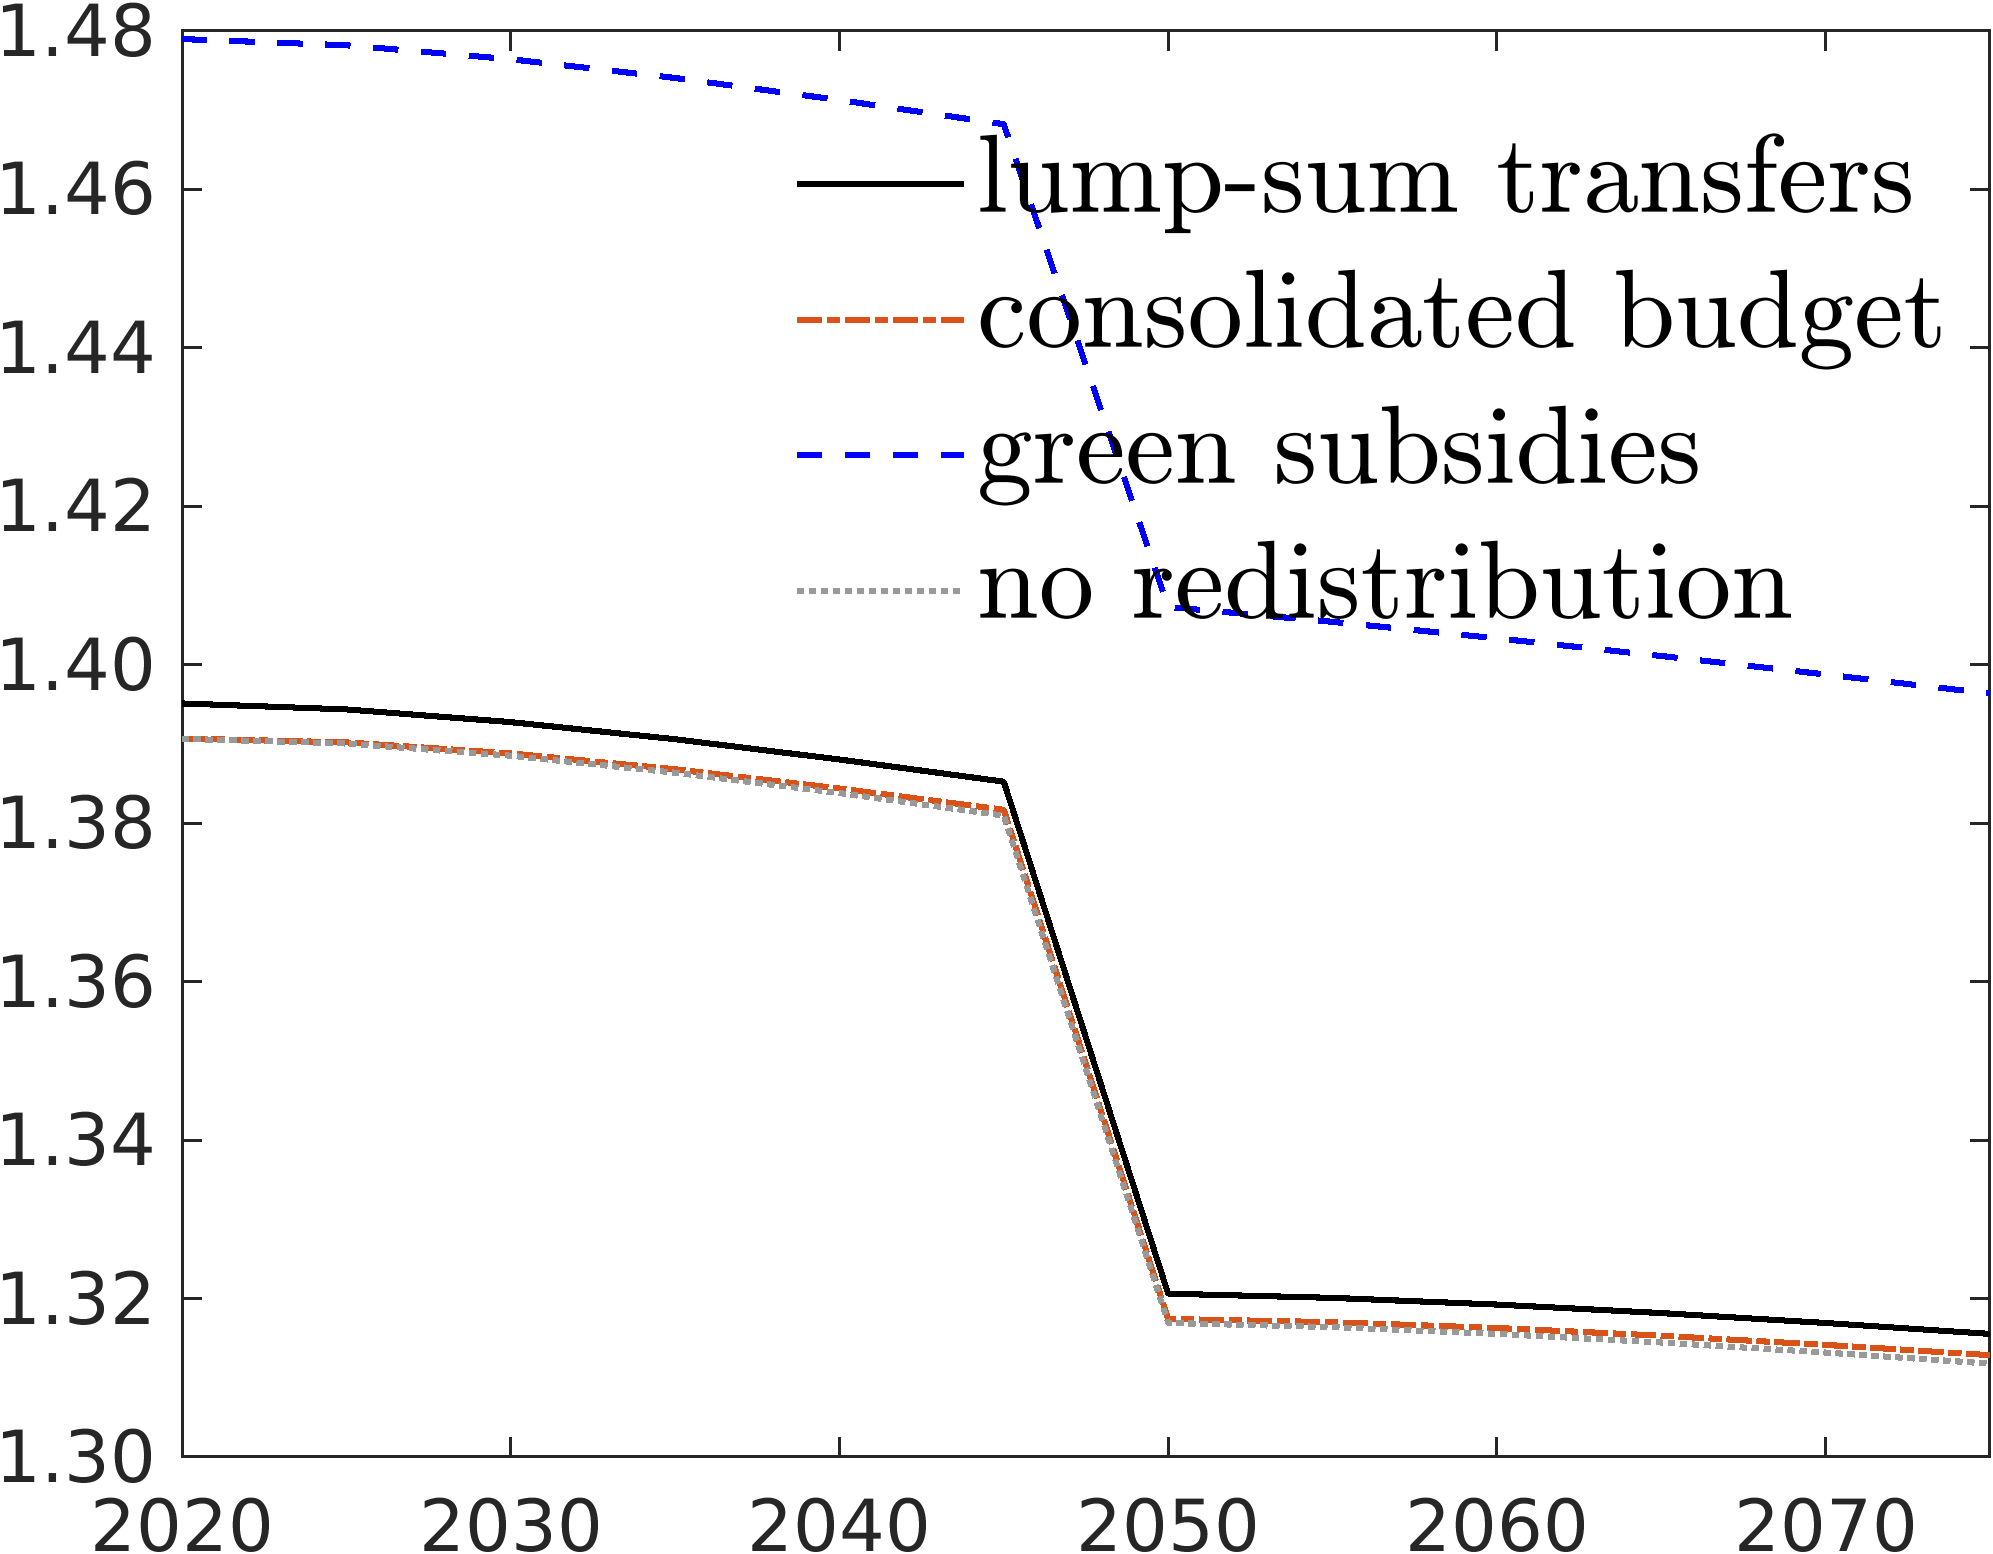 1.48
1.46
1.44
1.42
1.40
1.38
1.36
1.34
1.32
1.30
2020 2030 2040 2050 2060 2070
lump-sum transfers
consolidated budget
green subsidies
no redistribution